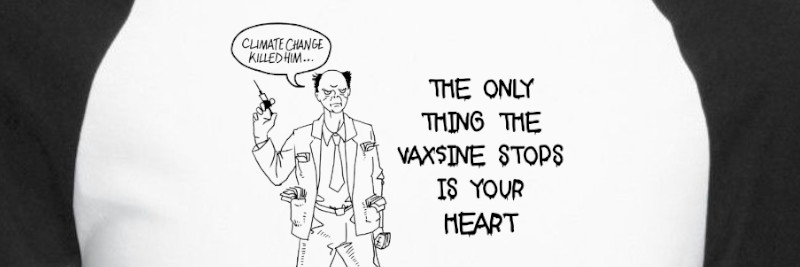 CLIMATE CHANGE
KILLED HIM...
THE ONLY
THING THE
VAX$INE STOPS
IS YOUR
HEART